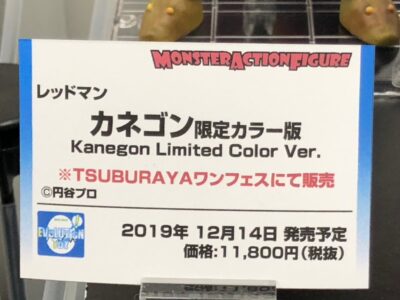 MONSTERACTIONFIGURE
レッドマン
カネゴン限定カラー版
Kanegon Limited Color Ver.
※TSUBURAYAワンフェスにて販売
©円谷プロ
EVOLUTION TOY
2019年 12月14日 発売予定
価格:11,800円(税抜)